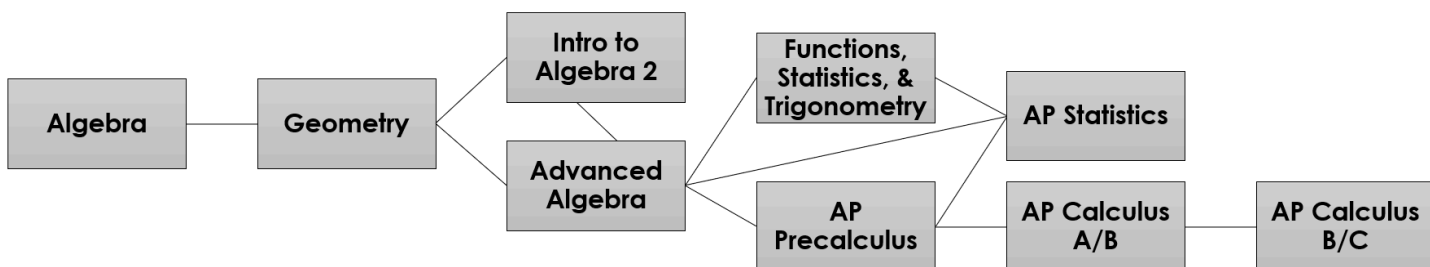 Algebra
Geometry
Intro to
Algebra 2
Advanced
Algebra
Functions,
Statistics, &
Trigonometry
AP
Precalculus
AP Statistics
AP Calculus
A/B
AP Calculus
B/C